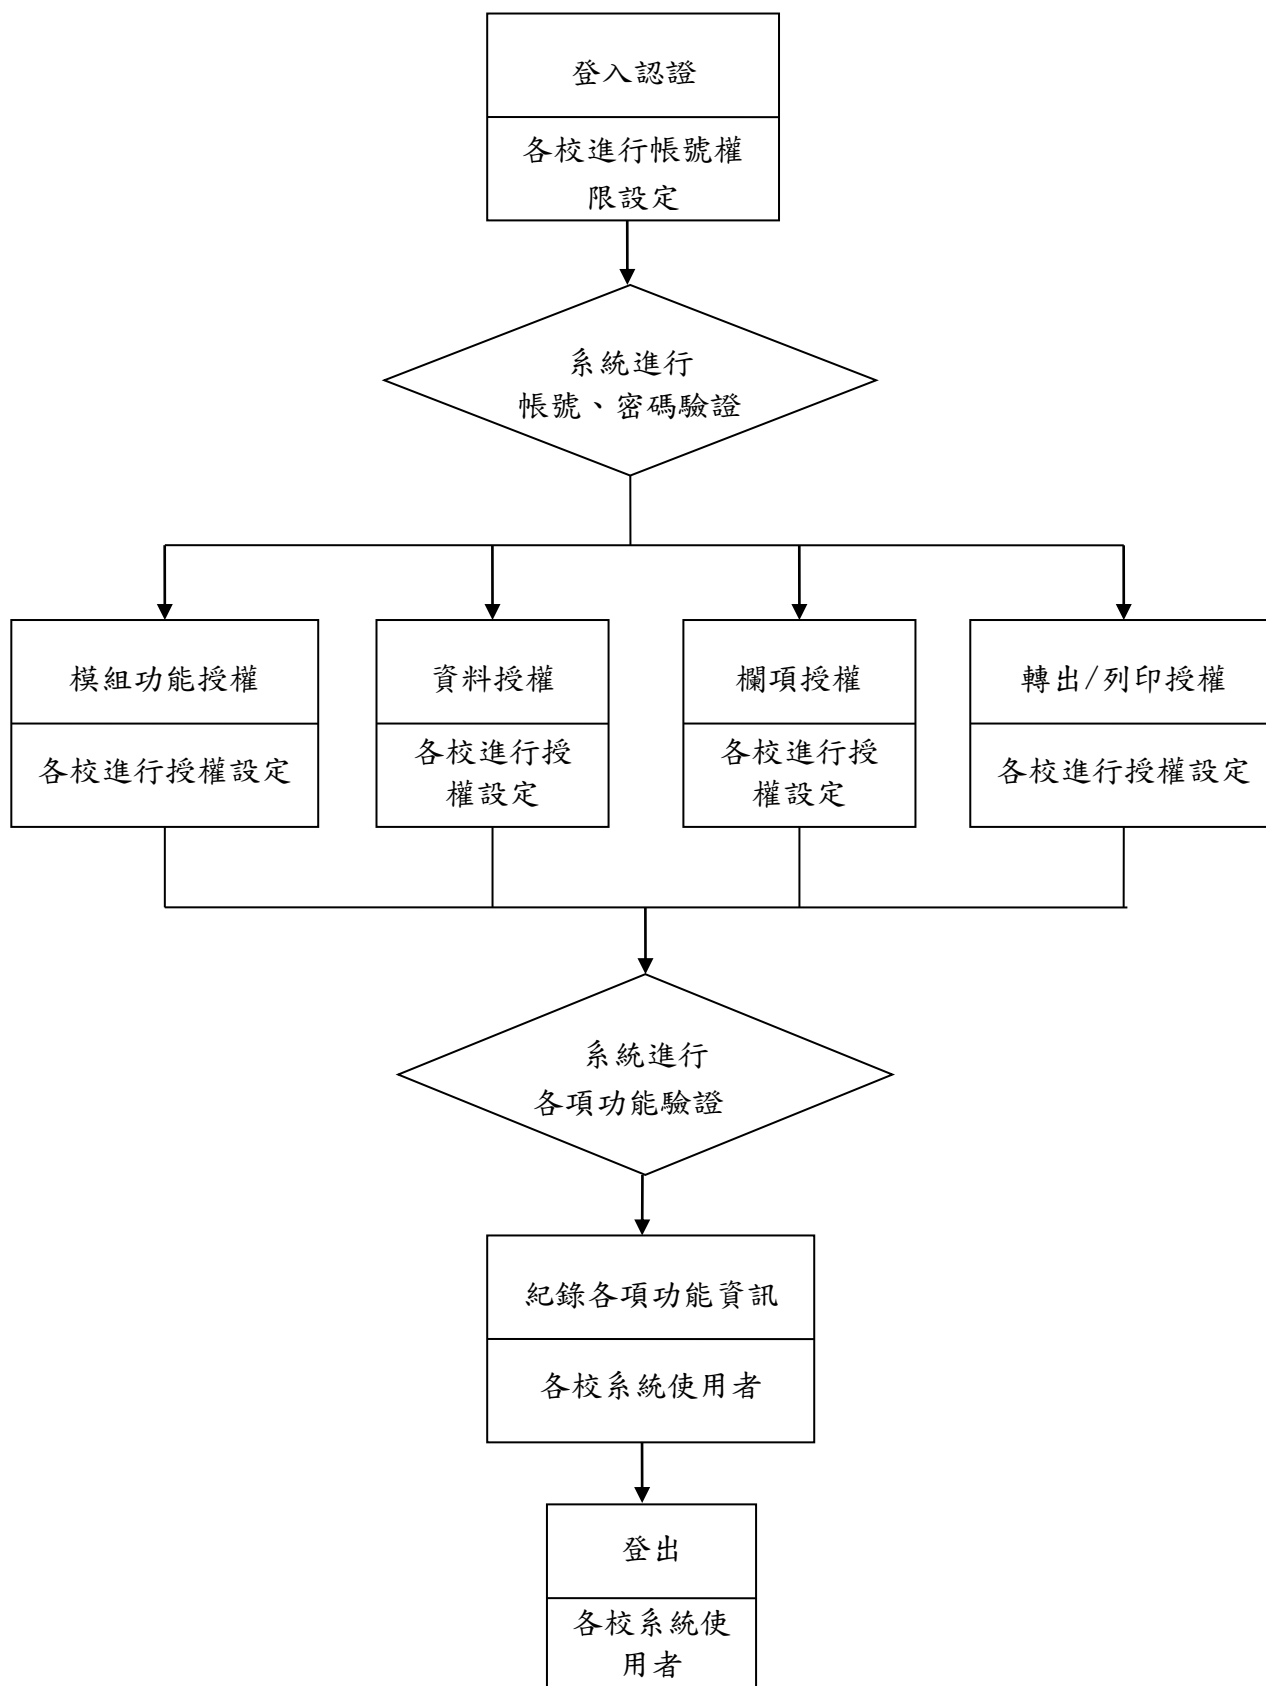 登入認證
各校進行帳號權
限設定
系統進行
帳號、密碼驗證
模組功能授權
各校進行授權設定
資料授權
各校進行授
權設定
欄項授權
各校進行授
權設定
轉出/列印授權
各校進行授權設定
系統進行
各項功能驗證
紀錄各項功能資訊
各校系統使用者
登出
各校系統使
用者